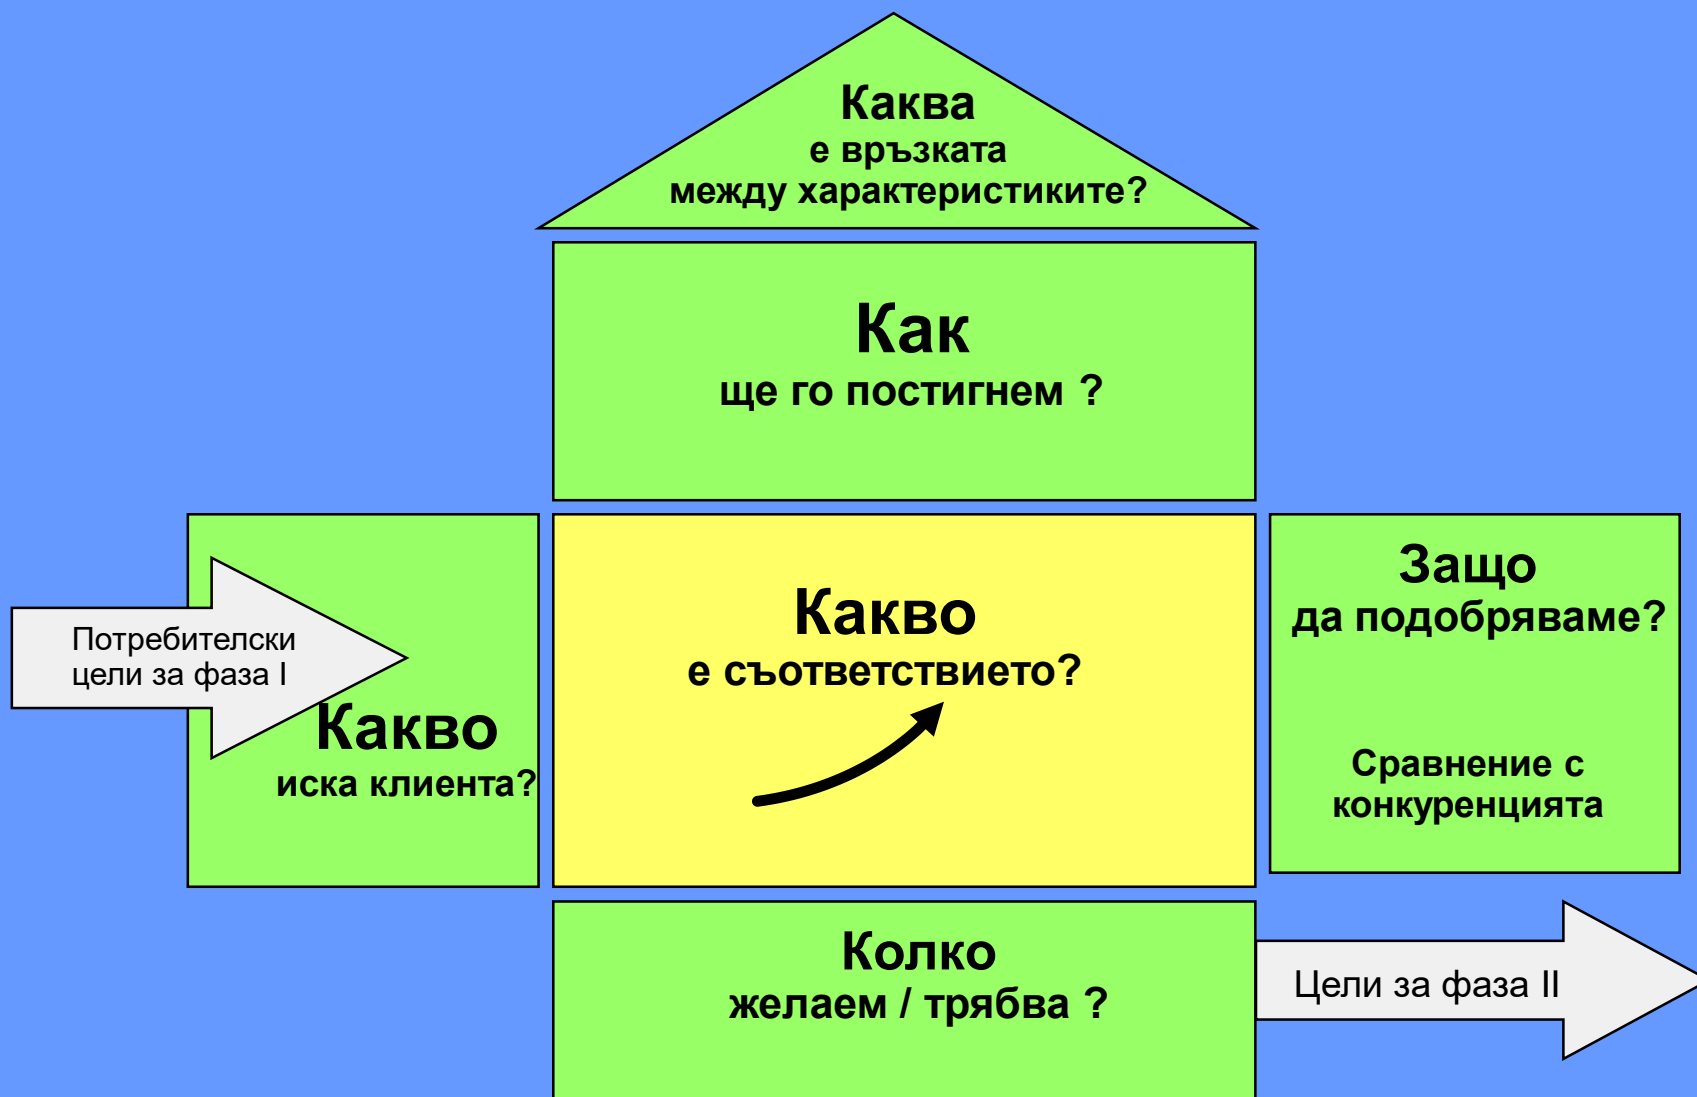 Каква
е връзката
между характеристиките?
Как
ще го постигнем ?
Потребителски
цели за фаза I
Какво
иска клиента?
Какво
е съответствието?
Защо
да подобряваме?
Сравнение с
конкуренцията
Колко
желаем / трябва ?
Цели за фаза II